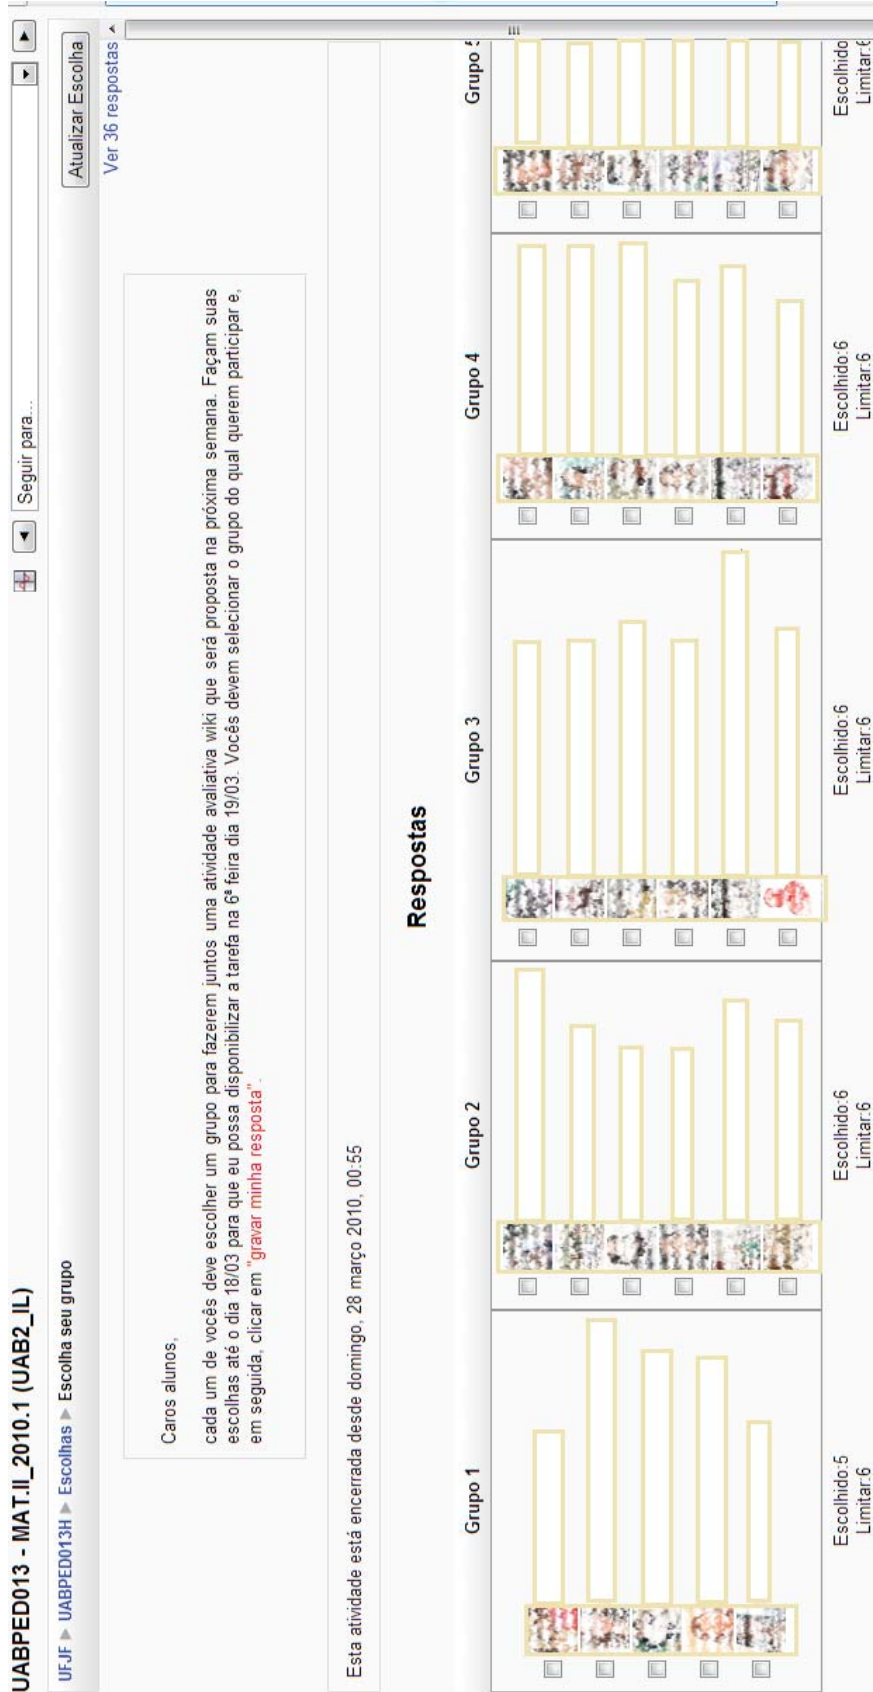 UABPED013 - MAT.II_2010.1 (UAB2_IL)
Seguir para...
UFJF ► UABPED013H ► Escolhas ► Escolha seu grupo
Atualizar Escolha
Ver 36 respostas
Caros alunos,
cada um de vocês deve escolher um grupo para fazerem juntos uma atividade avaliativa wiki que será proposta na próxima semana. Façam suas
escolhas até o dia 18/03 para que eu possa disponibilizar a tarefa na 6ª feira dia 19/03. Vocês devem selecionar o grupo do qual querem participar e,
em seguida, clicar em "gravar minha resposta".
Esta atividade está encerrada desde domingo, 28 março 2010, 00:55
Respostas
Grupo 1 Grupo 2 Grupo 3 Grupo 4 Grupo 5
Escolhido:5 Escolhido:6 Escolhido:6 Escolhido:6 Escolhido
Limitar:6 Limitar:6 Limitar:6 Limitar:6 Limitar:6